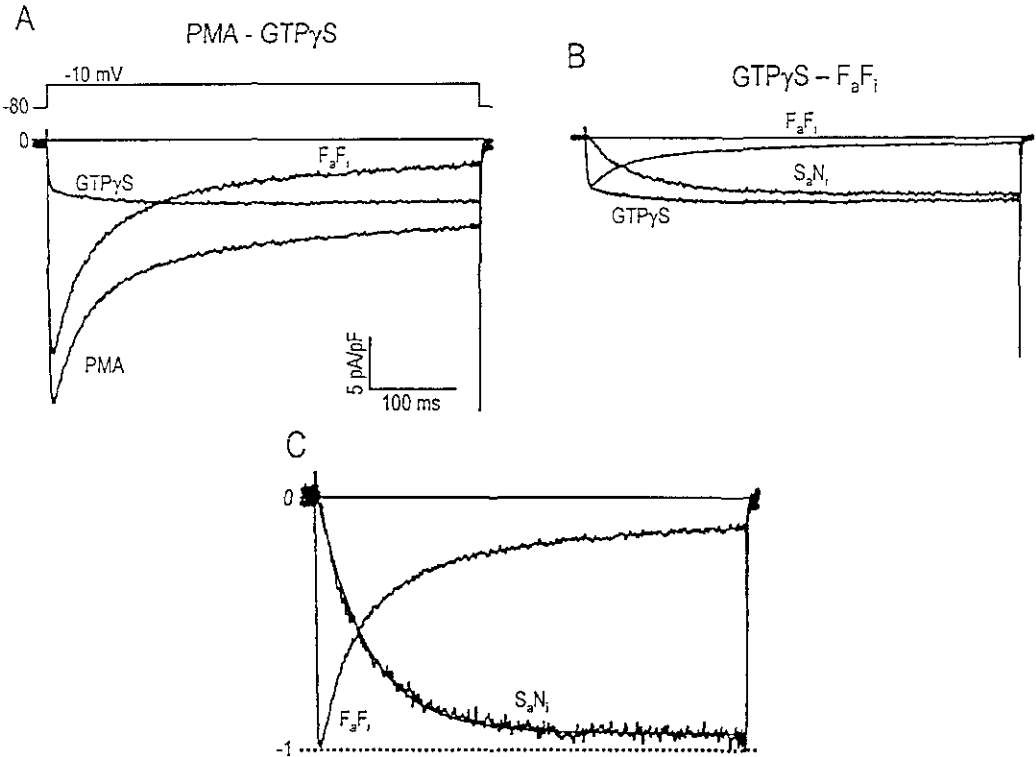 A
PMA - GTPγS
-10 mV
-80
0
FaFi
GTPγS
PMA
5 pA/pF
100 ms
B
GTPγS – FaFi
FaFi
SaNi
GTPγS
C
0
SaNi
FaFi
-1